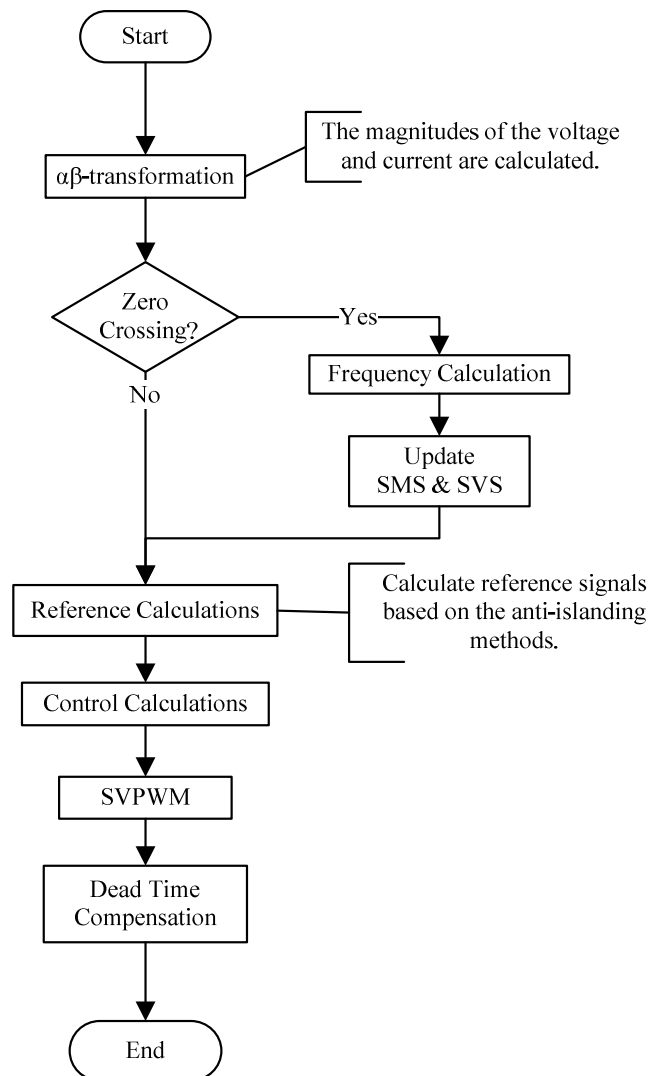 Start
αβ-transformation
The magnitudes of the voltage
and current are calculated.
Zero
Crossing?
Yes
No
Frequency Calculation
Update
SMS & SVS
Reference Calculations
Calculate reference signals
based on the anti-islanding
methods.
Control Calculations
SVPWM
Dead Time
Compensation
End